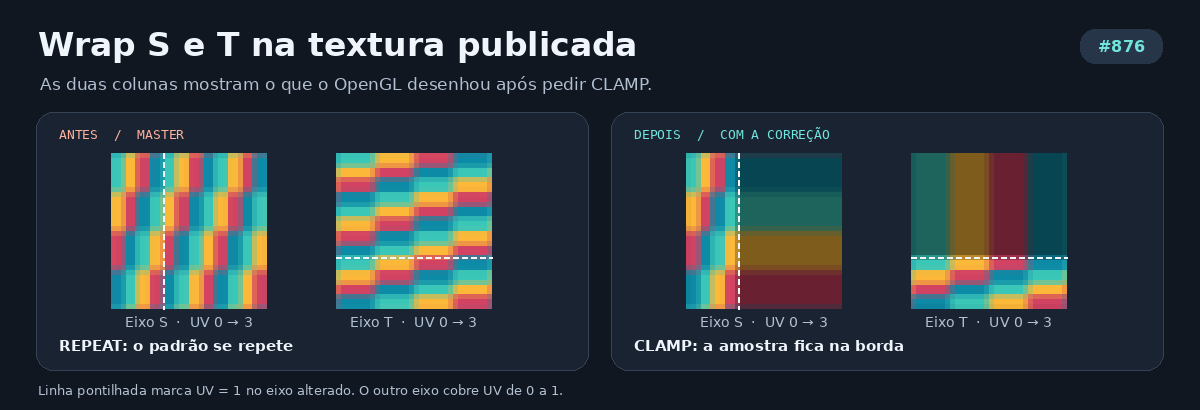 Wrap S e T na textura publicada
#876
As duas colunas mostram o que o OpenGL desenhou após pedir CLAMP.
ANTES / MASTER
Eixo S · UV 0 → 3
Eixo T · UV 0 → 3
REPEAT: o padrão se repete
DEPOIS / COM A CORREÇÃO
Eixo S · UV 0 → 3
Eixo T · UV 0 → 3
CLAMP: a amostra fica na borda
Linha pontilhada marca UV = 1 no eixo alterado. O outro eixo cobre UV de 0 a 1.